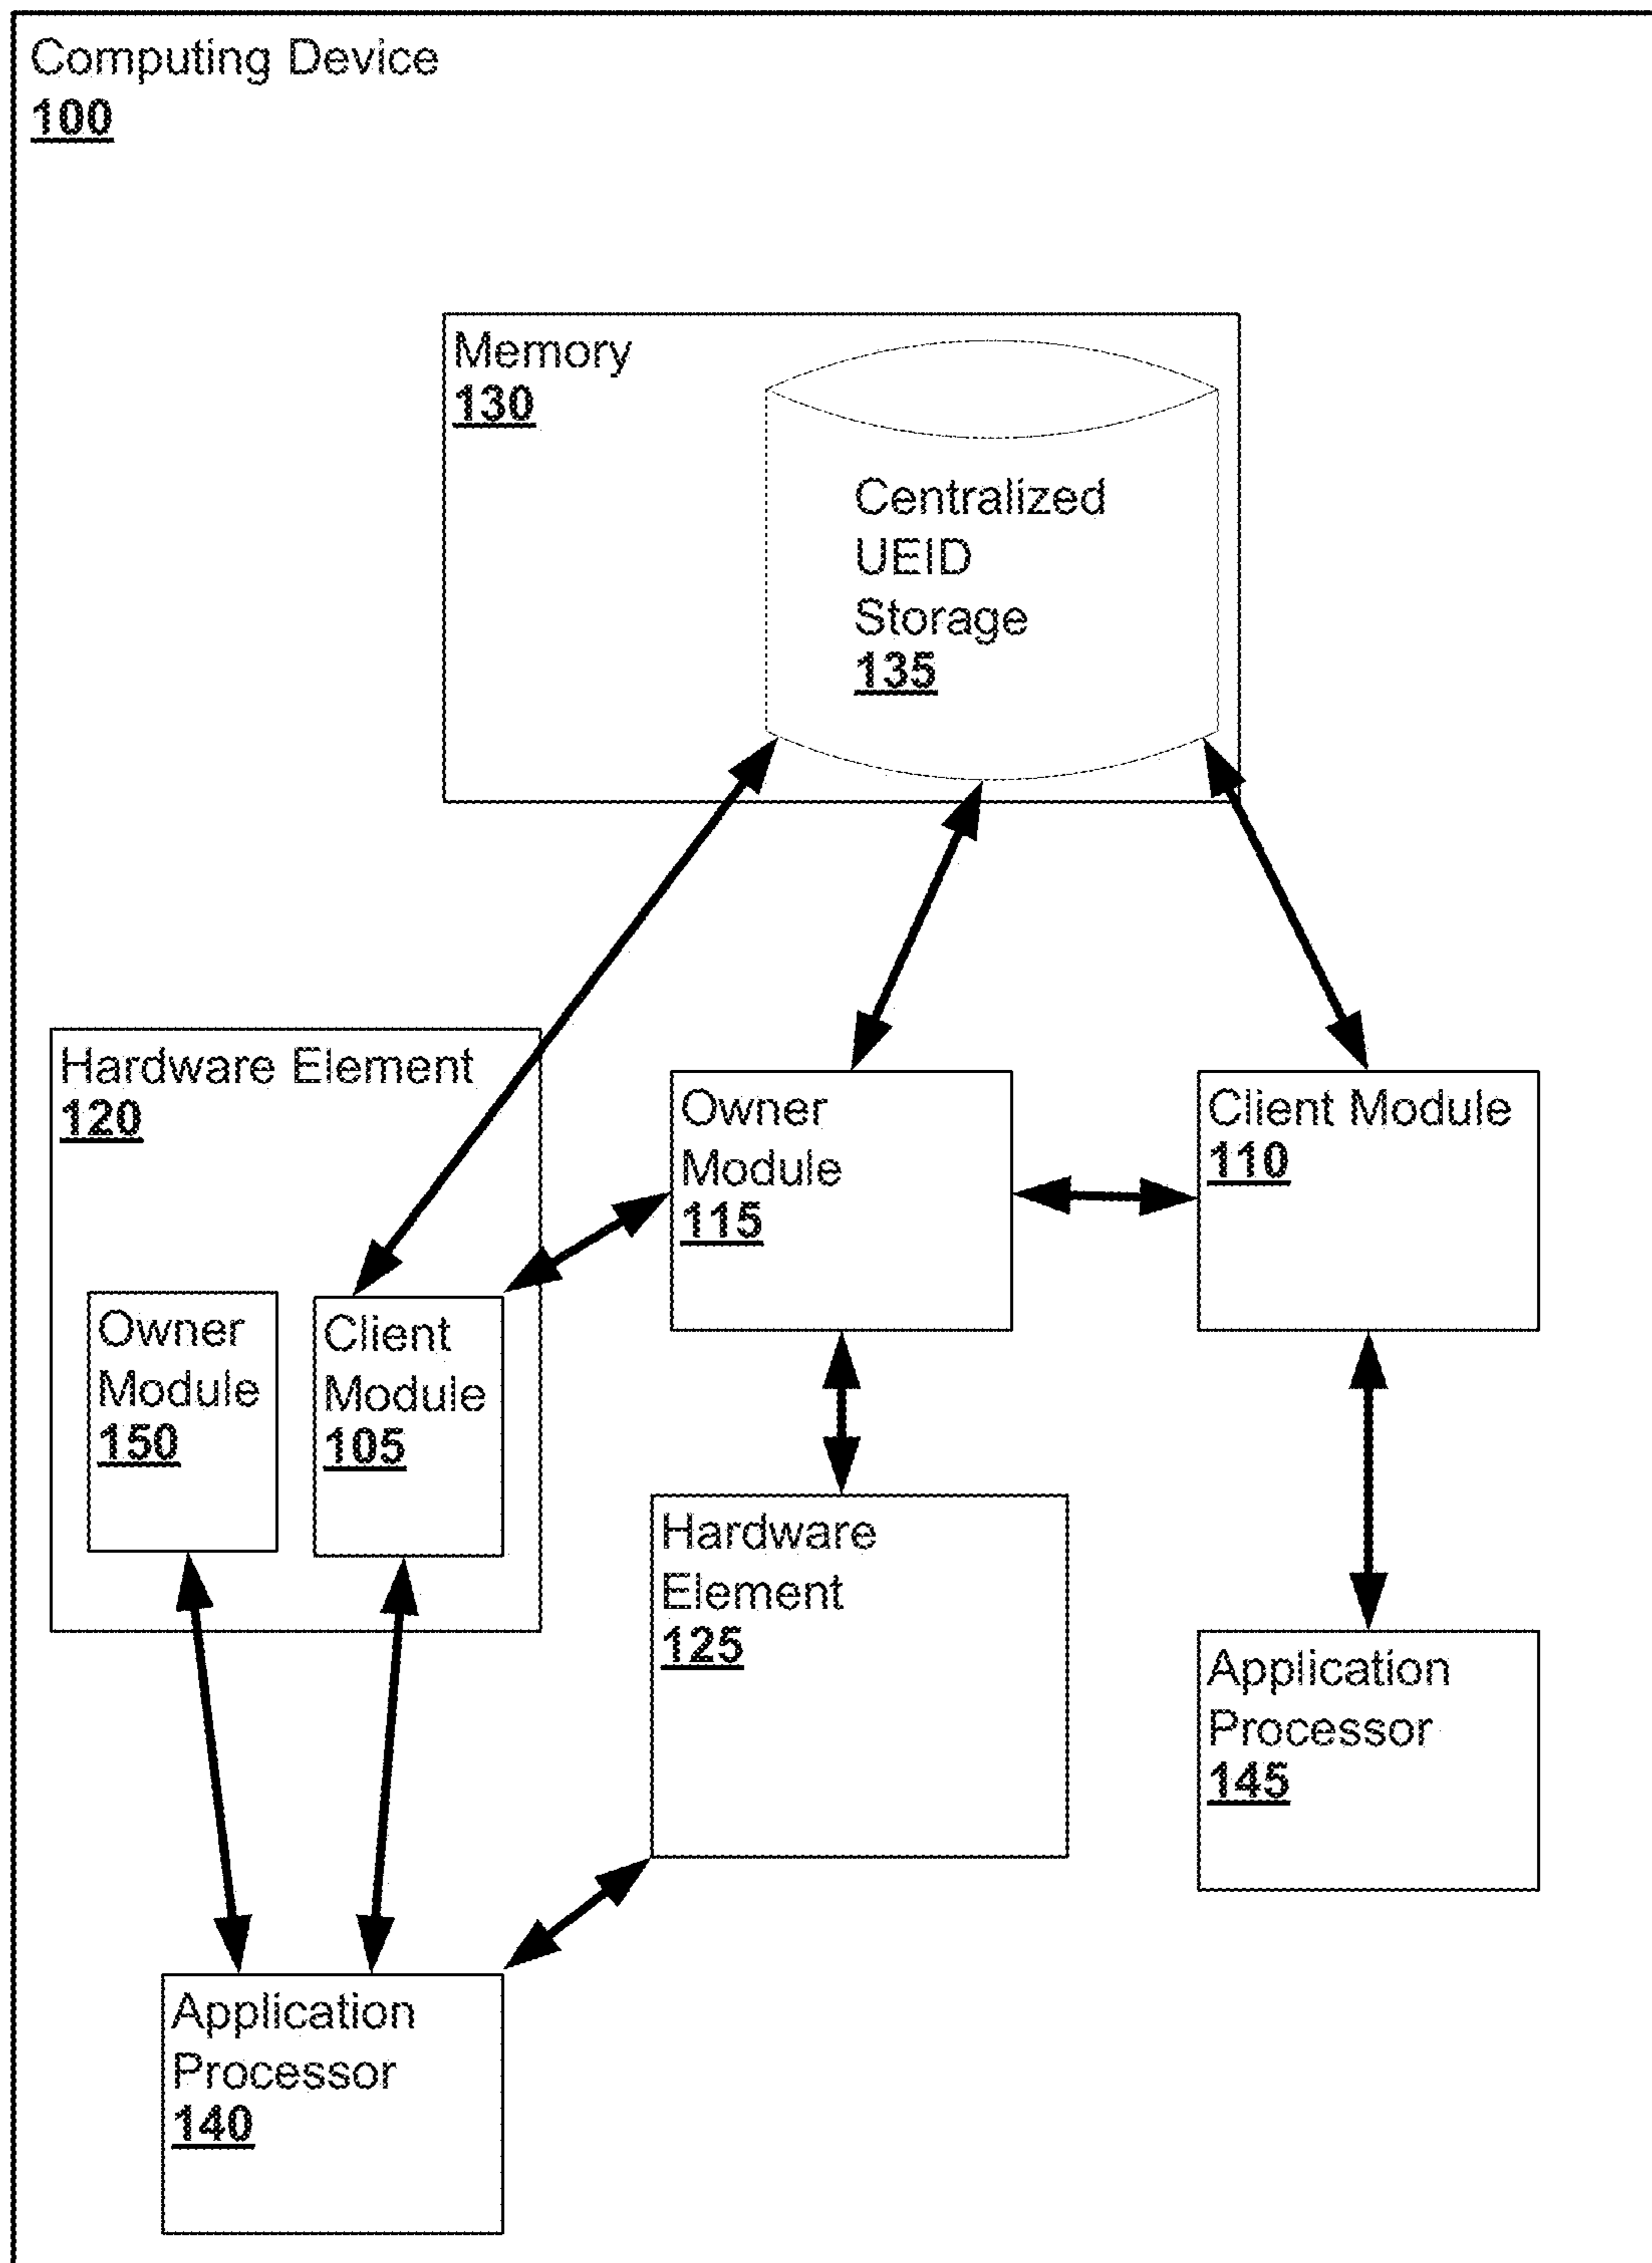 Computing Device
100
Memory
130
Centralized
UEID
Storage
135
Hardware Element
120
Owner
Module
150
Client
Module
105
Owner
Module
115
Client Module
110
Hardware
Element
125
Application
Processor
145
Application
Processor
140